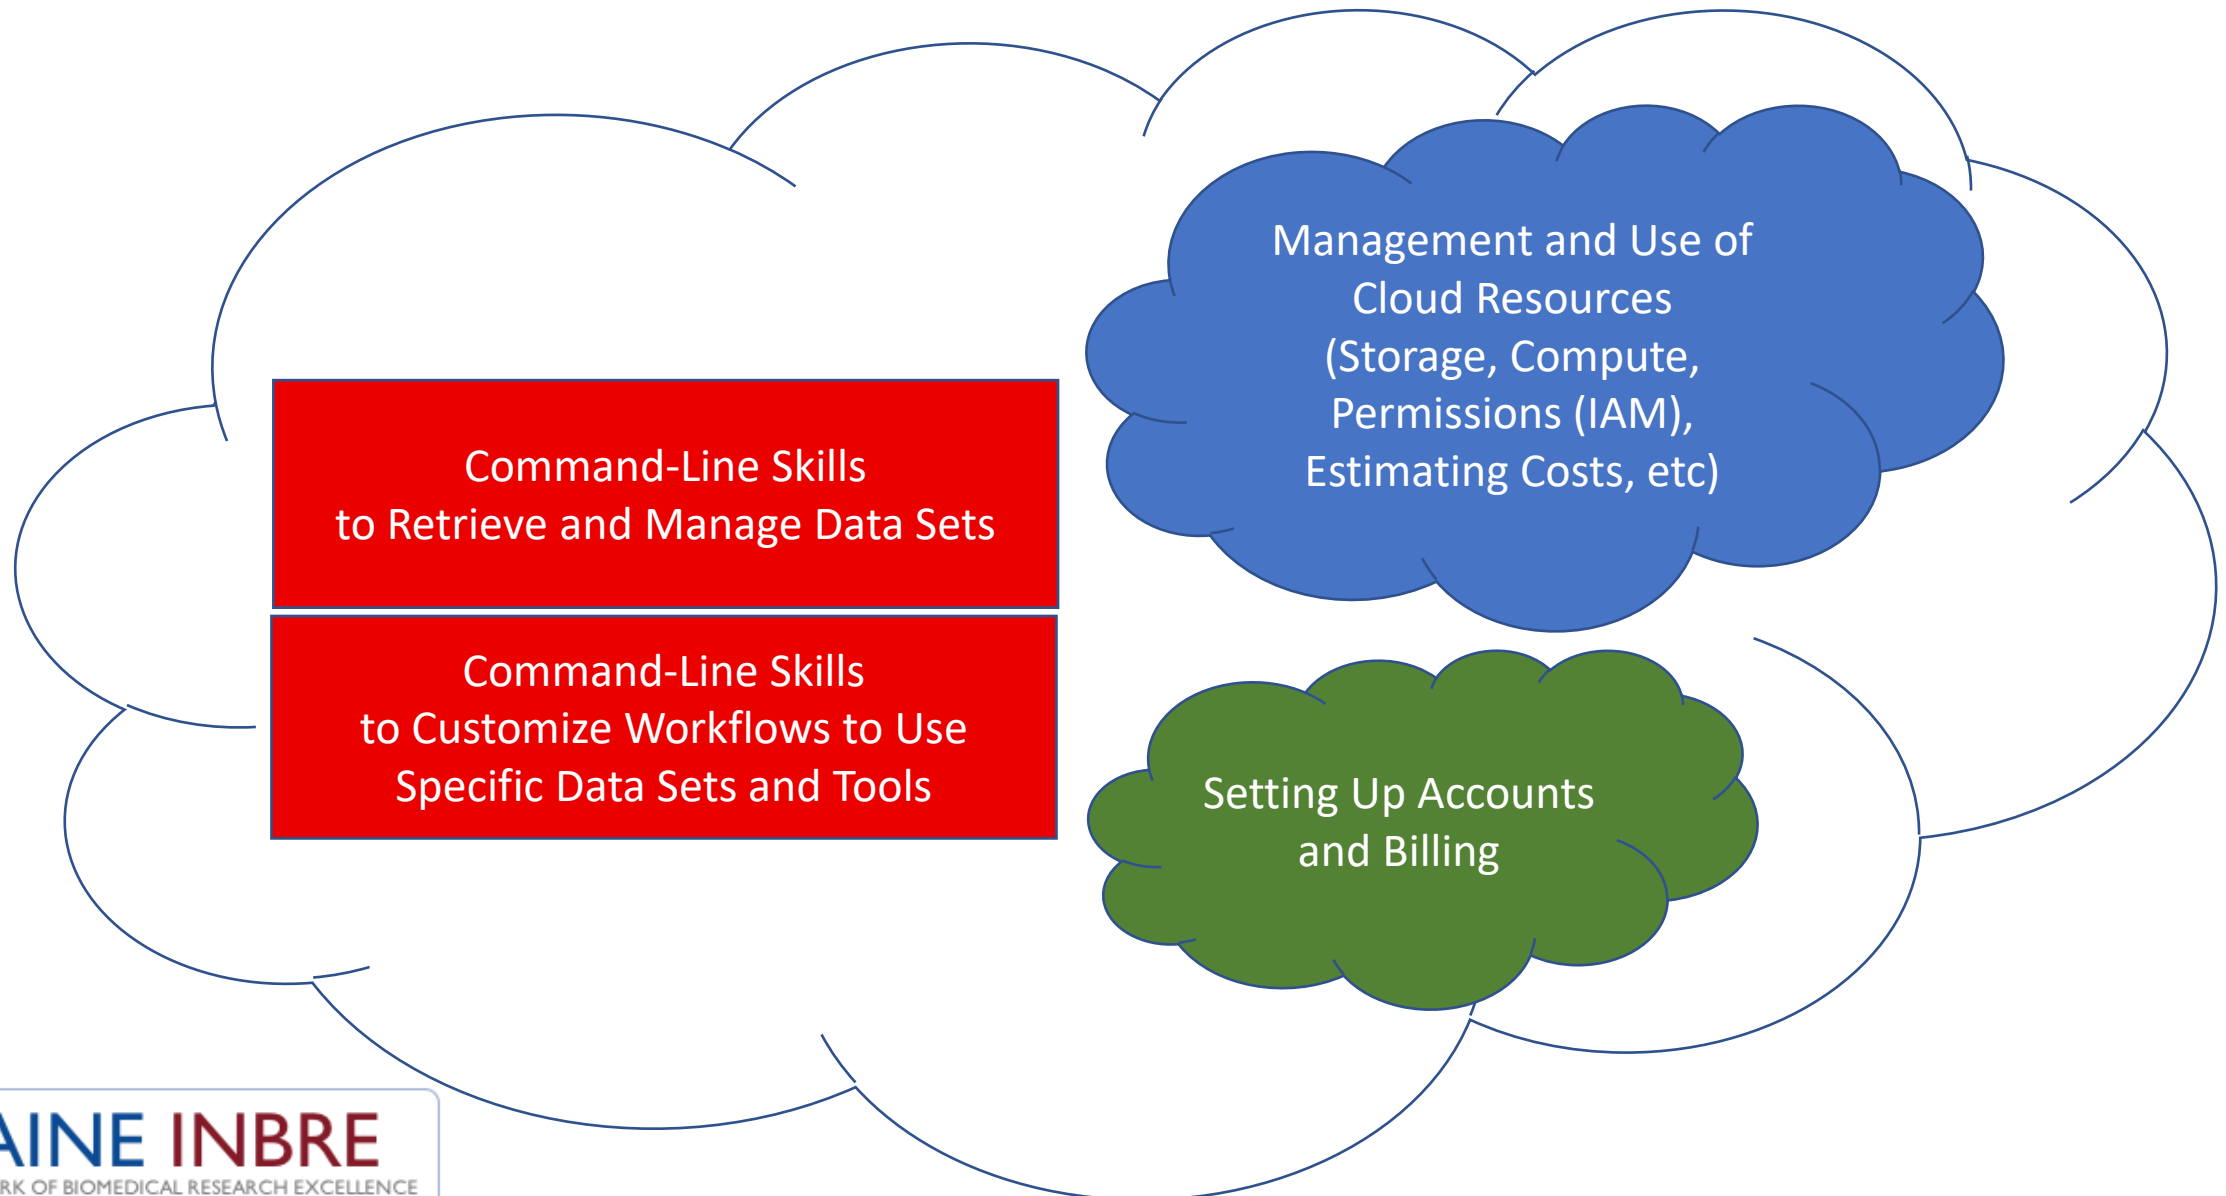 Management and Use of
Cloud Resources
(Storage, Compute,
Permissions (IAM),
Estimating Costs, etc)
Command-Line Skills
to Retrieve and Manage Data Sets
Command-Line Skills
to Customize Workflows to Use
Specific Data Sets and Tools
Setting Up Accounts
and Billing
AINE INBRE
RK OF BIOMEDICAL RESEARCH EXCELLENCE